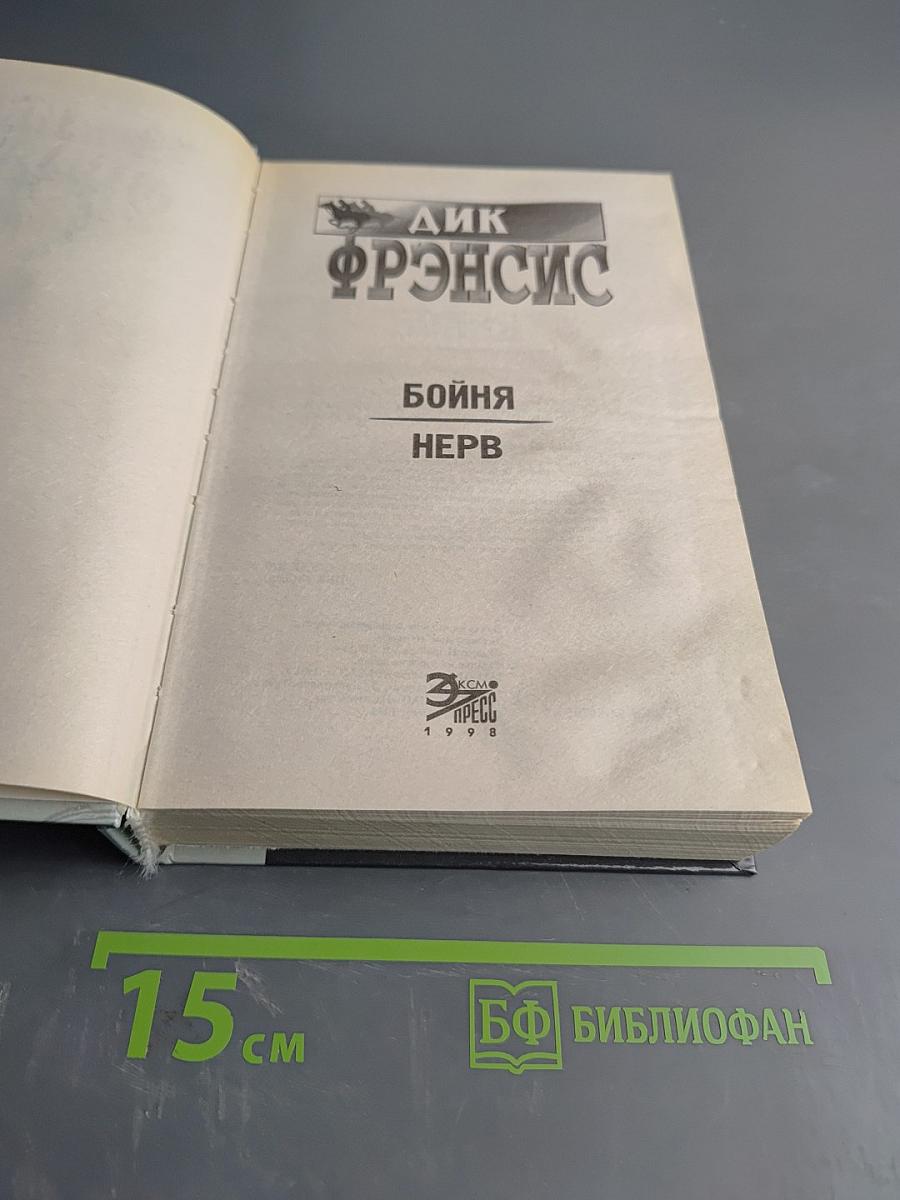 ДИК
ФРЭНСИС
БОЙНЯ
НЕРВ
ЭКСМО
ПРЕСС
1998
15 см
БФ БИБЛИОФАН